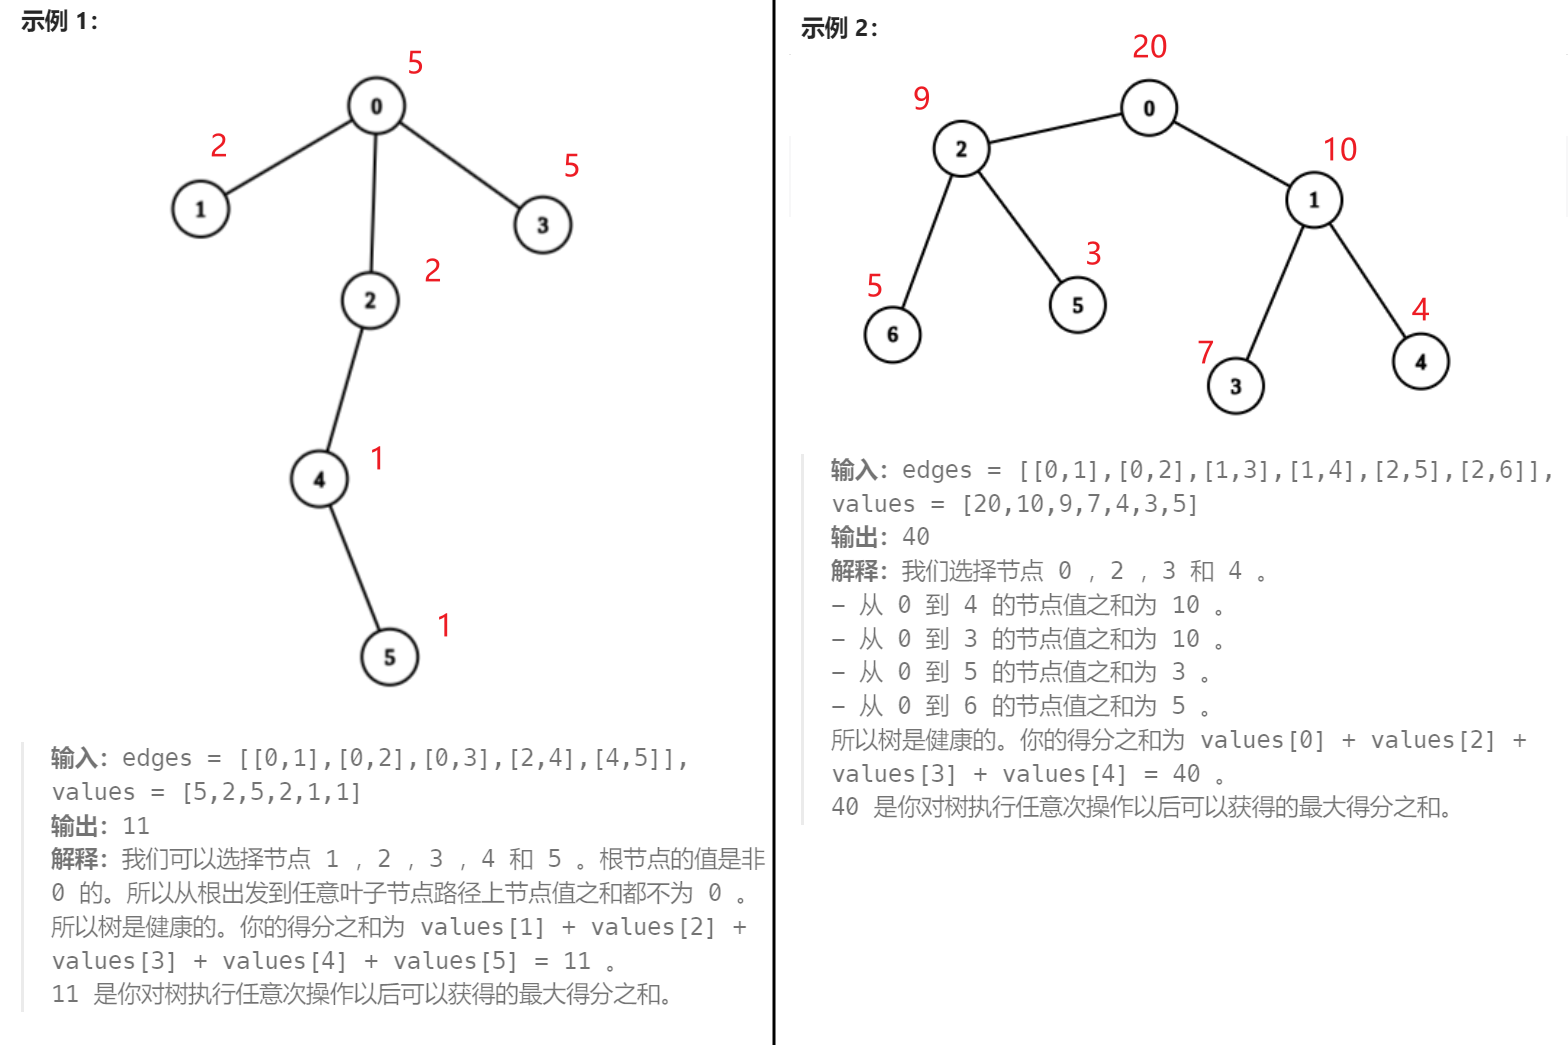 示例 1：
5
0
2
5
1
3
2
2
1
4
1
5
输入：edges = [[0,1],[0,2],[0,3],[2,4],[4,5]],
values = [5,2,5,2,1,1]
输出：11
解释：我们可以选择节点 1 ，2 ，3 ，4 和 5 。根节点的值是非
0 的。所以从根出发到任意叶子节点路径上节点值之和都不为 0 。
所以树是健康的。你的得分之和为 values[1] + values[2] +
values[3] + values[4] + values[5] = 11 。
11 是你对树执行任意次操作以后可以获得的最大得分之和。
示例 2：
20
9
0
2
10
1
3
5
5
4
6
7
3
4
输入：edges = [[0,1],[0,2],[1,3],[1,4],[2,5],[2,6]],
values = [20,10,9,7,4,3,5]
输出：40
解释：我们选择节点 0 ，2 ，3 和 4 。
- 从 0 到 4 的节点值之和为 10 。
- 从 0 到 3 的节点值之和为 10 。
- 从 0 到 5 的节点值之和为 3 。
- 从 0 到 6 的节点值之和为 5 。
所以树是健康的。你的得分之和为 values[0] + values[2] +
values[3] + values[4] = 40 。
40 是你对树执行任意次操作以后可以获得的最大得分之和。